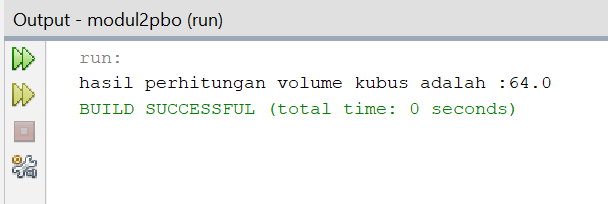 Output - modul2pbo (run)
run:
hasil perhitungan volume kubus adalah :64.0
BUILD SUCCESSFUL (total time: 0 seconds)